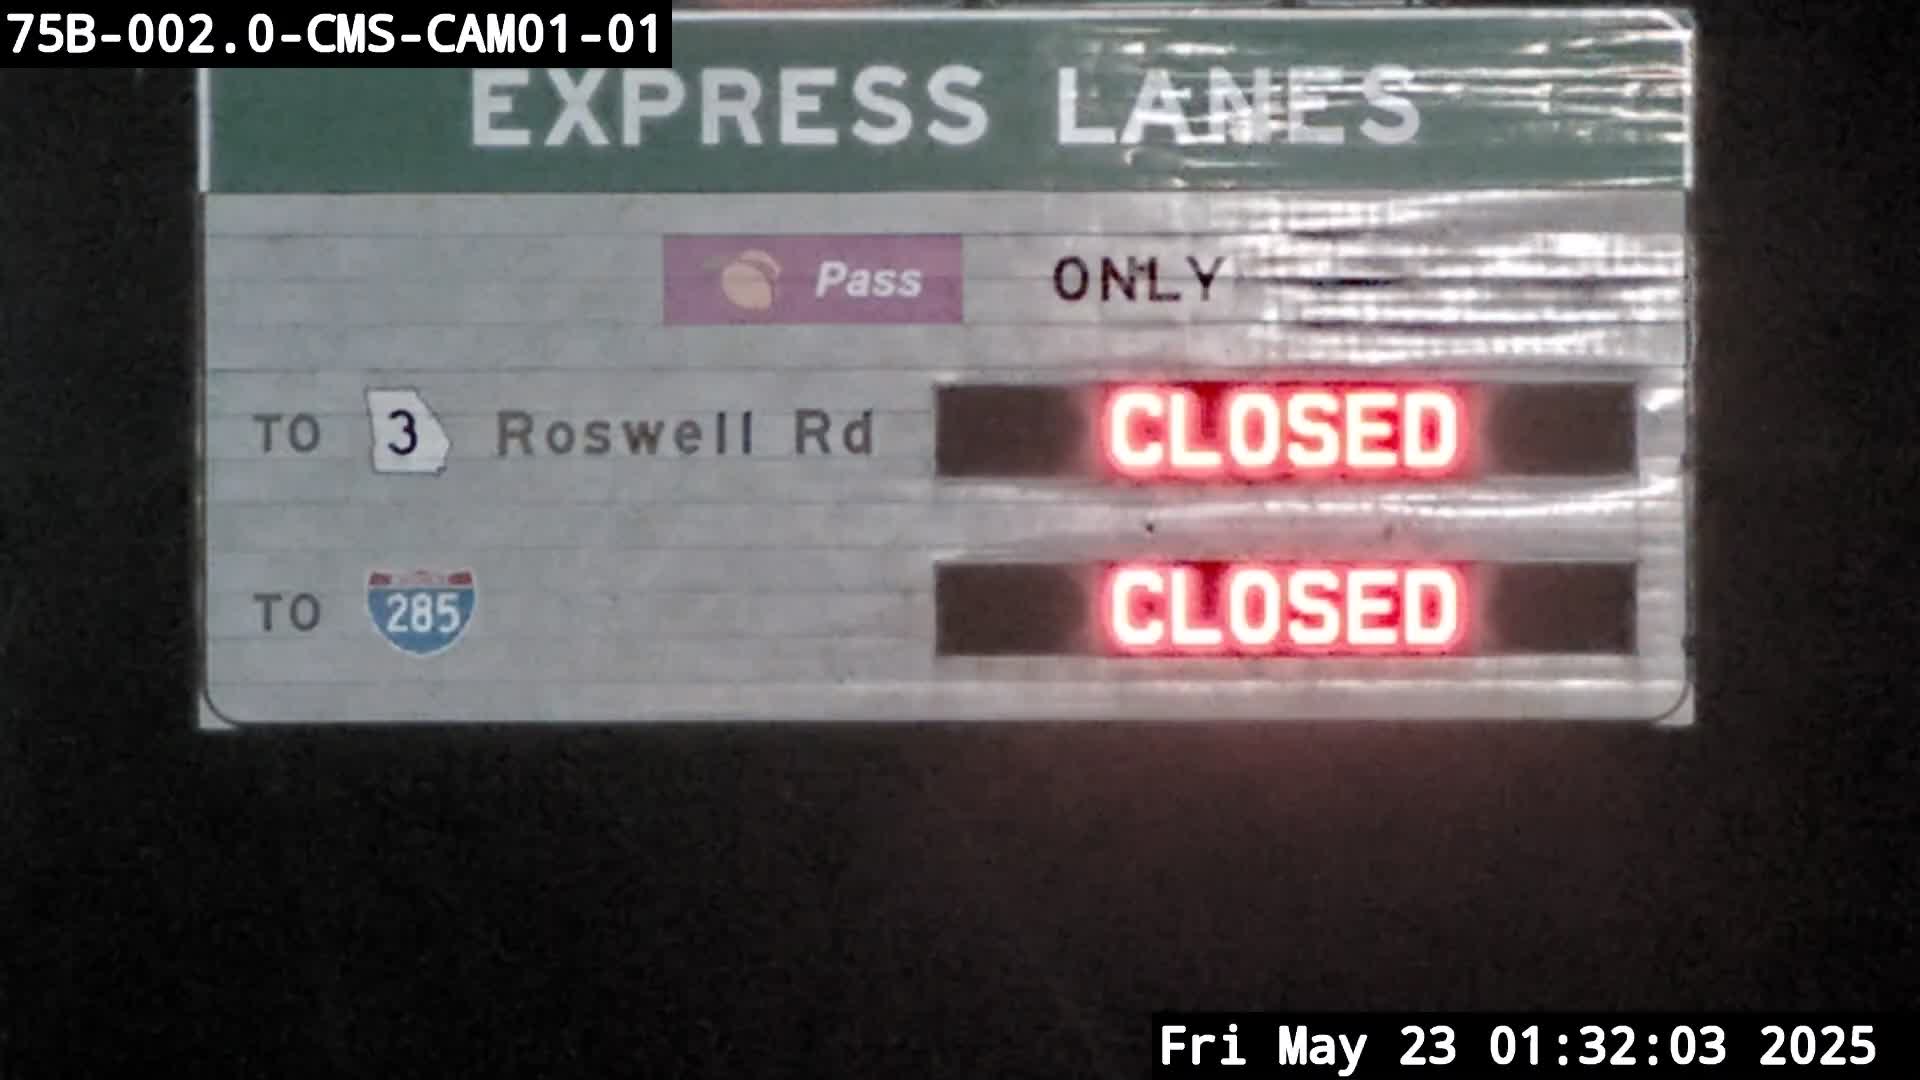 75B-002.0-CMS-CAM01-01
EXPRESS LANES
Pass ONLY
TO 3 Roswell Rd CLOSED
TO 285 CLOSED
Fri May 23 01:32:03 2025